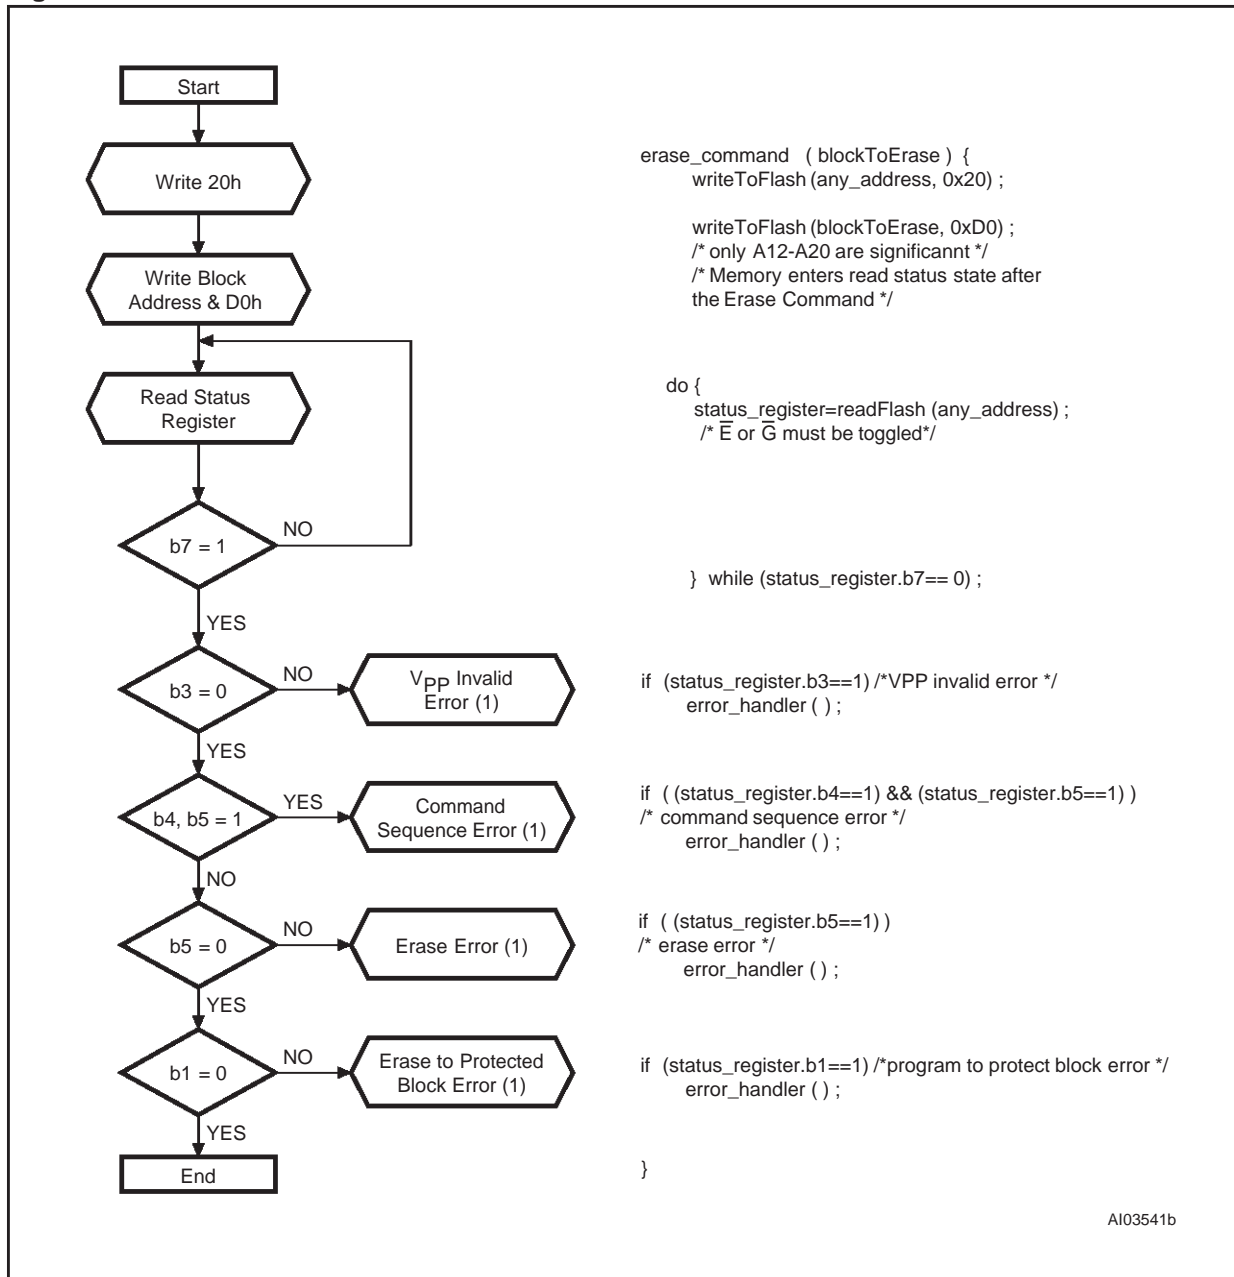 Start
Write 20h
Write Block
Address & D0h
Read Status
Register
b7 = 1
NO
YES
b3 = 0
NO
VPP Invalid
Error (1)
YES
b4, b5 = 1
YES
Command
Sequence Error (1)
NO
b5 = 0
NO
Erase Error (1)
YES
b1 = 0
NO
Erase to Protected
Block Error (1)
YES
End
erase_command ( blockToErase ) {
writeToFlash (any_address, 0x20) ;
writeToFlash (blockToErase, 0xD0) ;
/* only A12-A20 are significannt */
/* Memory enters read status state after
the Erase Command */
do {
status_register=readFlash (any_address) ;
/* E̅ or G̅ must be toggled*/
} while (status_register.b7== 0) ;
if (status_register.b3==1) /*VPP invalid error */
error_handler ( ) ;
if ( (status_register.b4==1) && (status_register.b5==1) )
/* command sequence error */
error_handler ( ) ;
if ( (status_register.b5==1) )
/* erase error */
error_handler ( ) ;
if (status_register.b1==1) /*program to protect block error */
error_handler ( ) ;
}
AI03541b